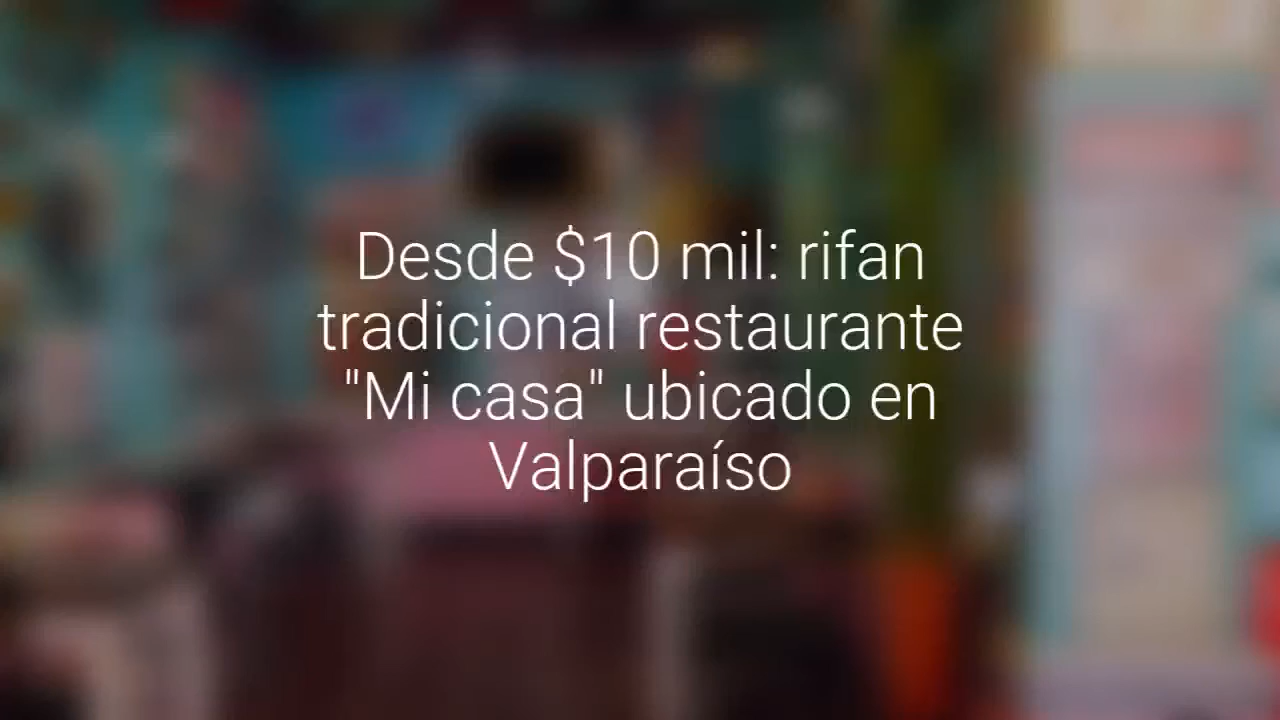 Desde $10 mil: rifan
tradicional restaurante
"Mi casa" ubicado en
Valparaíso